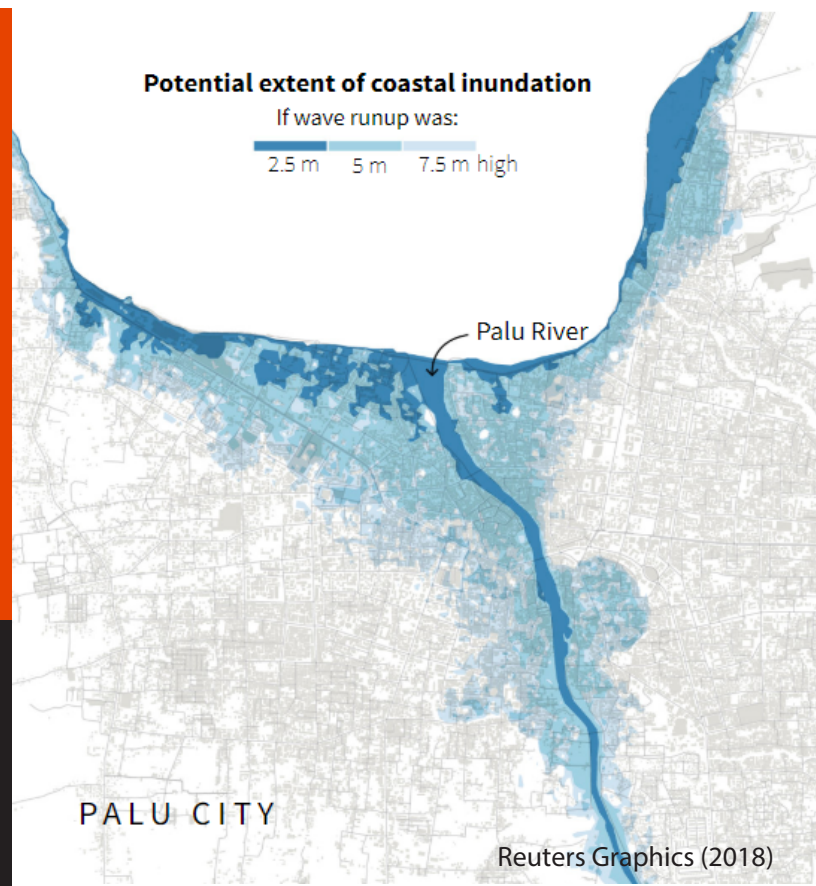 Potential extent of coastal inundation
If wave runup was:
2.5 m 5 m 7.5 m high
Palu River
PALU CITY
Reuters Graphics (2018)